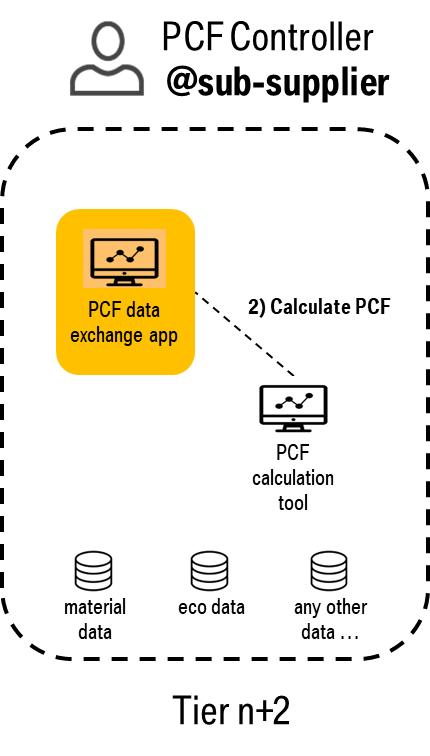 PCF Controller
@sub-supplier
PCF data
exchange app
2) Calculate PCF
PCF
calculation
tool
material
data
eco data
any other
data …
Tier n+2